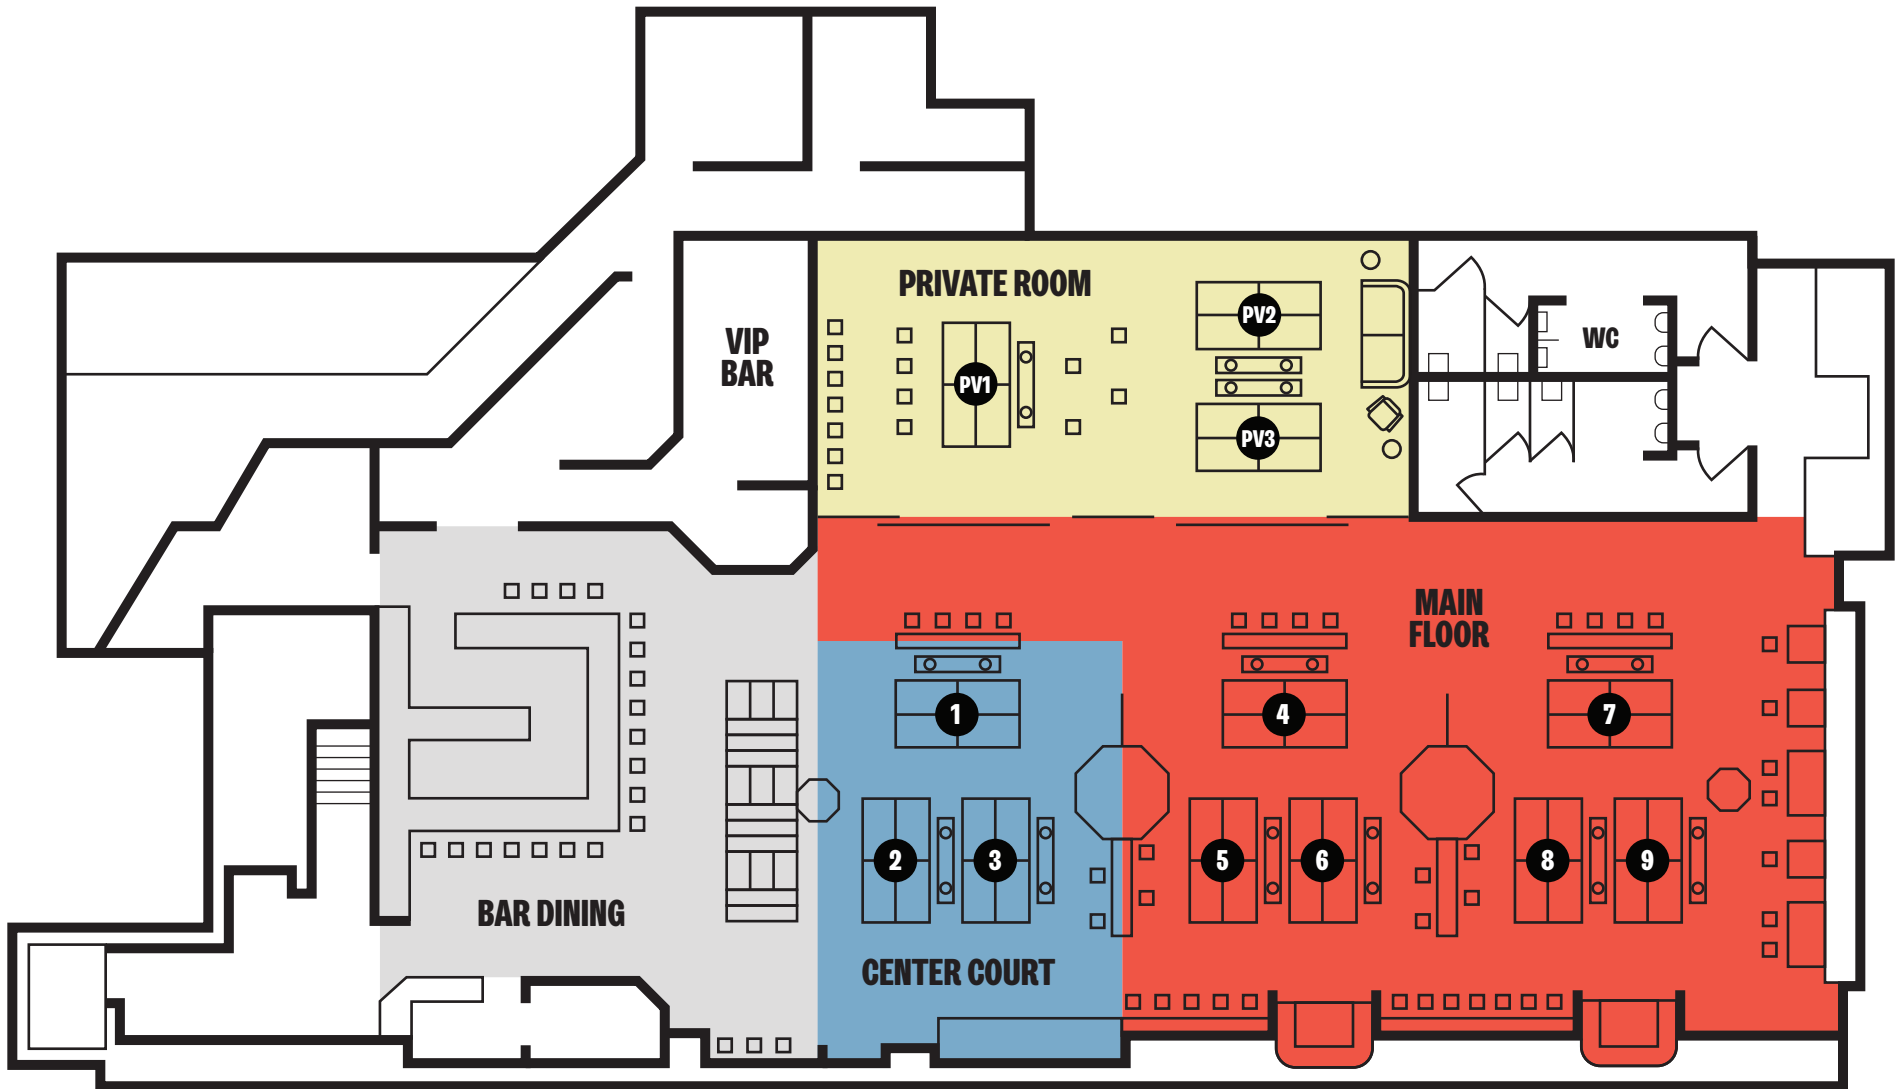 PRIVATE ROOM
PV2
VIP
BAR
WC
PV1
PV3
MAIN
FLOOR
1
4
7
2
3
5
6
8
9
BAR DINING
CENTER COURT